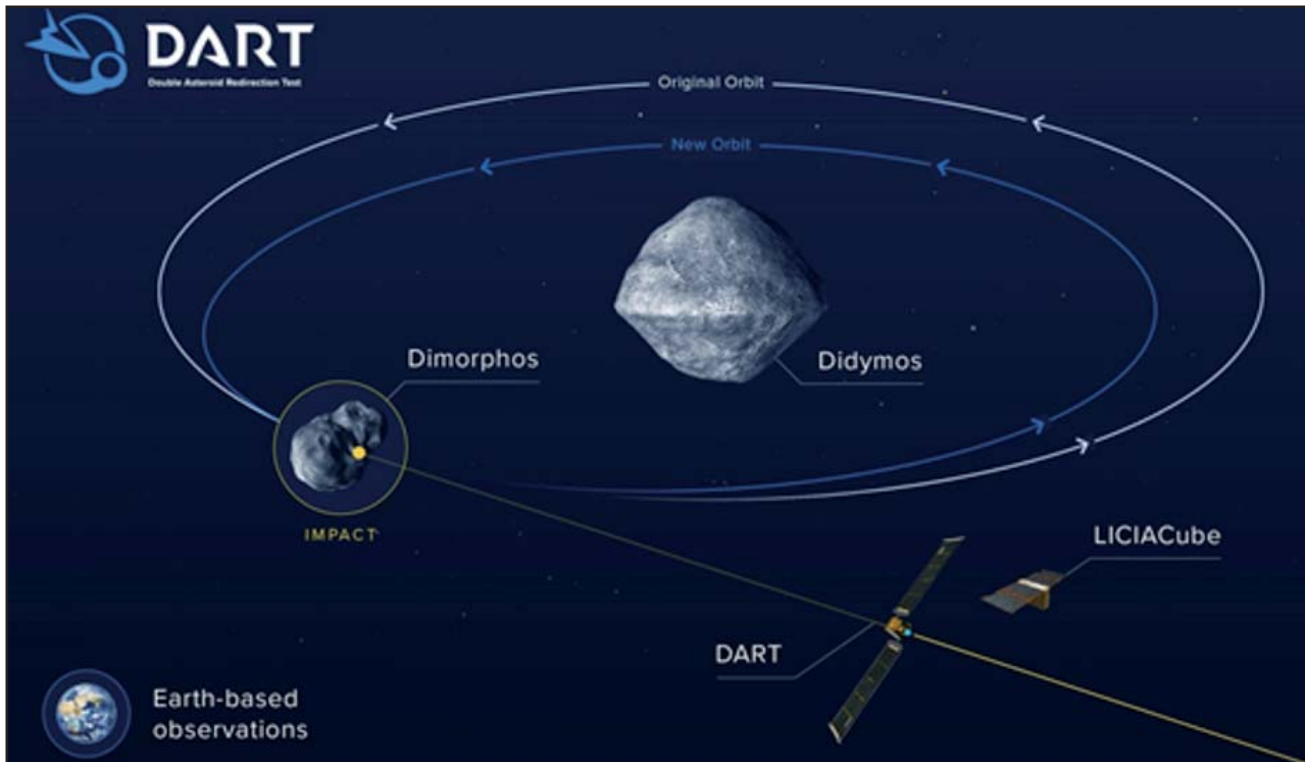 DART
Double Asteroid Redirection Test
Original Orbit
New Orbit
Dimorphos
Didymos
IMPACT
LICIACube
DART
Earth-based
observations